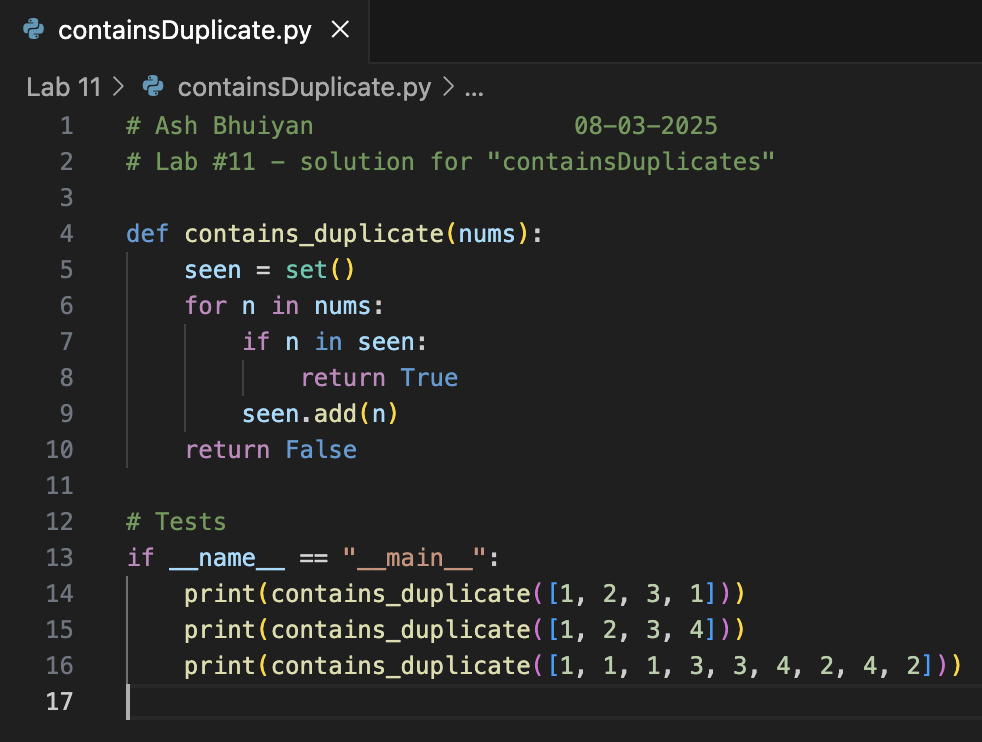 containsDuplicate.py ×
Lab 11 > containsDuplicate.py > ...
1 # Ash Bhuiyan                  08-03-2025
2 # Lab #11 - solution for "containsDuplicates"
3
4 def contains_duplicate(nums):
5     seen = set()
6     for n in nums:
7         if n in seen:
8             return True
9         seen.add(n)
10     return False
11
12 # Tests
13 if __name__ == "__main__":
14     print(contains_duplicate([1, 2, 3, 1]))
15     print(contains_duplicate([1, 2, 3, 4]))
16     print(contains_duplicate([1, 1, 1, 3, 3, 4, 2, 4, 2]))
17